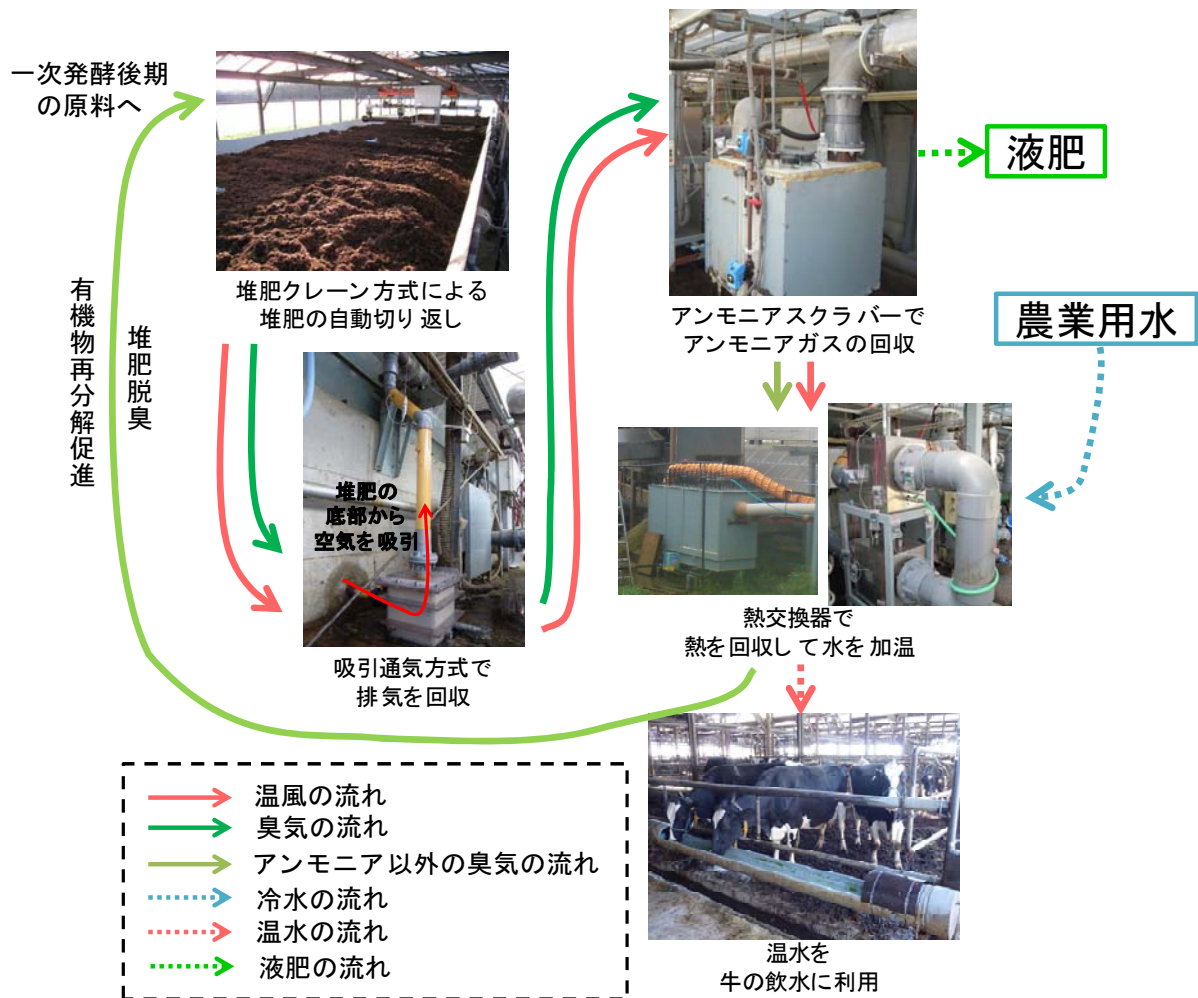 一次発酵後期
の原料へ
堆肥クレーン方式による
堆肥の自動切り返し
有機物再分解促進
堆肥脱臭
堆肥の
底部から
空気を吸引
吸引通気方式で
排気を回収
アンモニアスクラバーで
アンモニアガスの回収
液肥
農業用水
熱交換器で
熱を回収して水を加温
温水を
牛の飲水に利用
温風の流れ
臭気の流れ
アンモニア以外の臭気の流れ
冷水の流れ
温水の流れ
液肥の流れ